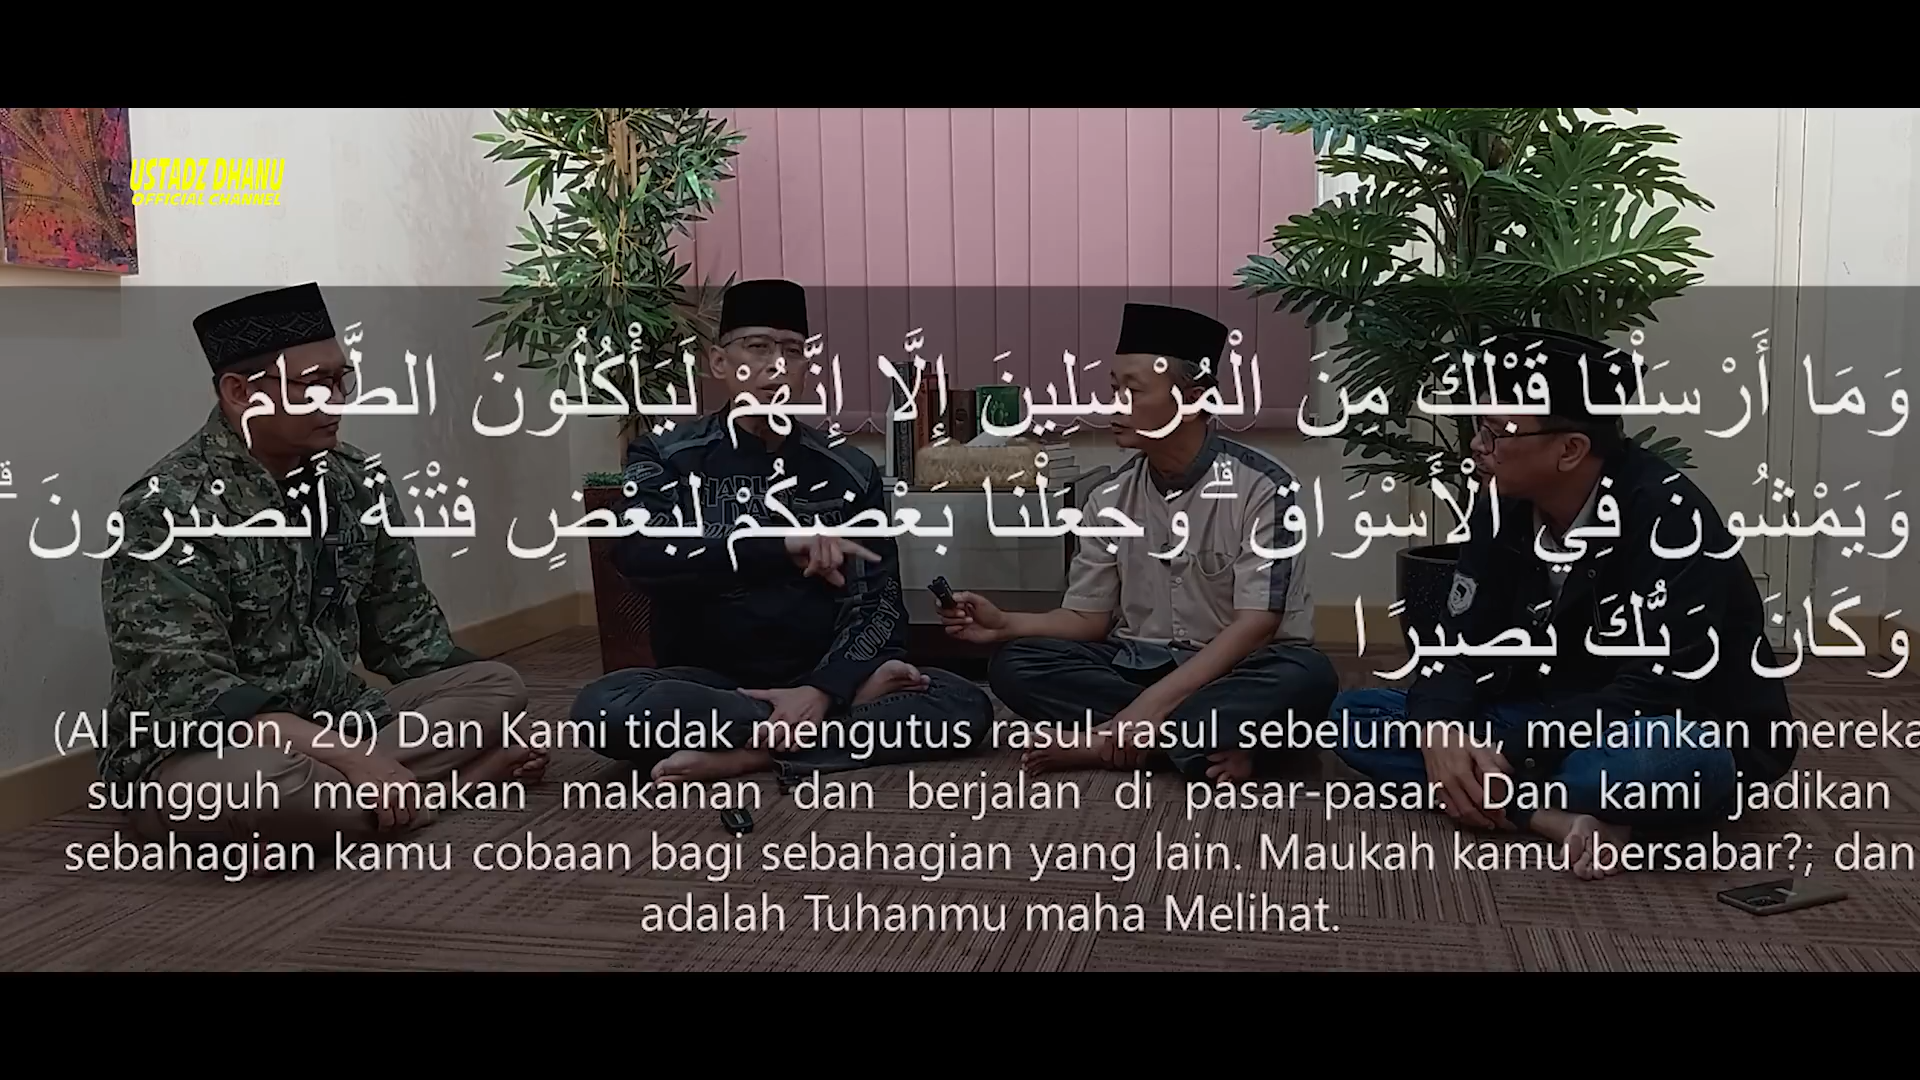 USTADZ DHANU
OFFICIAL CHANNEL
وَمَا أَرْسَلْنَا قَبْلَكَ مِنَ الْمُرْسَلِينَ إِلَّا إِنَّهُمْ لَيَأْكُلُونَ الطَّعَامَ
وَيَمْشُونَ فِي الْأَسْوَاقِ ۗ وَجَعَلْنَا بَعْضَكُمْ لِبَعْضٍ فِتْنَةً أَتَصْبِرُونَ ۗ
وَكَانَ رَبُّكَ بَصِيرًا
(Al Furqon, 20) Dan Kami tidak mengutus rasul-rasul sebelummu, melainkan mereka
sungguh memakan makanan dan berjalan di pasar-pasar. Dan kami jadikan
sebahagian kamu cobaan bagi sebahagian yang lain. Maukah kamu bersabar?; dan
adalah Tuhanmu maha Melihat.